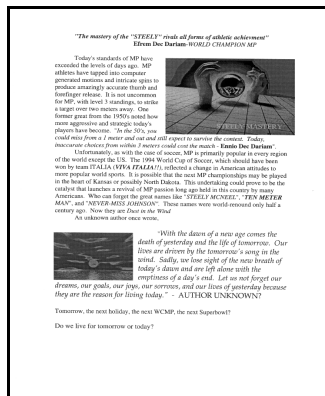 "The mastery of the "STEELY" rivals all forms of athletic achievment"
Efrem Dec Dariam-WORLD CHAMPION MP
Today's standards of MP have
exceeded the levels of days ago. MP
athletes have tapped into computer
generated motions and intricate spins to
produce amazingly accurate thumb and
forefinger release. It is not uncommon
for MP, with level 3 standings, to strike
a target over two meters away. One
former great from the 1950's noted how
more aggressive and strategic today's
players have become. "In the 50's, you
could miss from a 1 meter and out and still expect to survive the contest. Today,
inaccurate choices from within 3 meters could cost the match - Ennio Dec Dariam".
STEELY MASTERY
Unfortunately, as with the case of soccer, MP is primarily popular in every region
of the world except the US. The 1994 World Cup of Soccer, which should have been
won by team ITALIA (VIVA ITALIA!!), reflected a change in American attitudes to
more popular world sports. It is possible that the next MP championships may be played
in the heart of Kansas or possibly North Dakota. This undertaking could prove to be the
catalyst that launches a revival of MP passion long ago held in this country by many
Americans. Who can forget the great names like "STEELY MCNEEL", "TEN METER
MAN", and "NEVER-MISS JOHNSON". These names were world-renound only half a
century ago. Now they are Dust in the Wind
An unknown author once wrote,
"With the dawn of a new age comes the
death of yesterday and the life of tomorrow. Our
lives are driven by the tomorrow's song in the
wind. Sadly, we lose sight of the new breath of
today's dawn and are left alone with the
emptiness of a day's end. Let us not forget our
dreams, our goals, our joys, our sorrows, and our lives of yesterday because
they are the reason for living today." - AUTHOR UNKNOWN?
Tomorrow, the next holiday, the next WCMP, the next Superbowl?
Do we live for tomorrow or today?